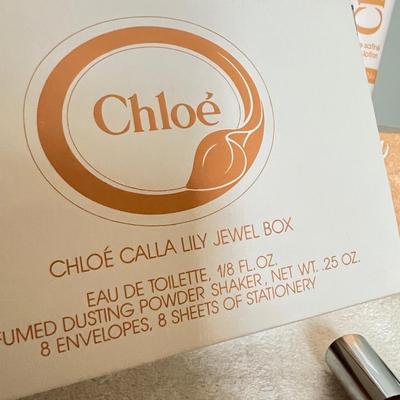 Chloé
CHLOÉ CALLA LILY JEWEL BOX
EAU DE TOILETTE, 1/8 FL. OZ.
FUMED DUSTING POWDER SHAKER, NET WT. .25 OZ.
8 ENVELOPES, 8 SHEETS OF STATIONERY